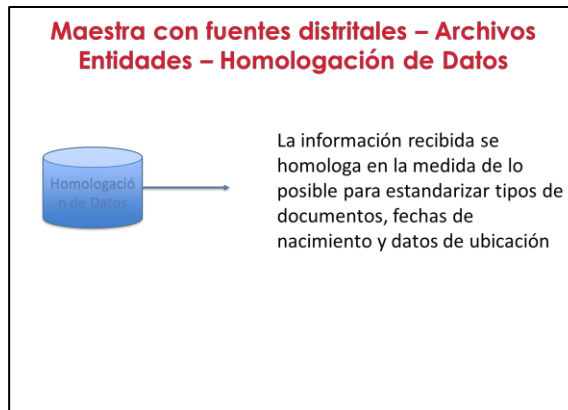 Maestra con fuentes distritales – Archivos
Entidades – Homologación de Datos
Homologació
n de Datos
La información recibida se
homologa en la medida de lo
posible para estandarizar tipos de
documentos, fechas de
nacimiento y datos de ubicación